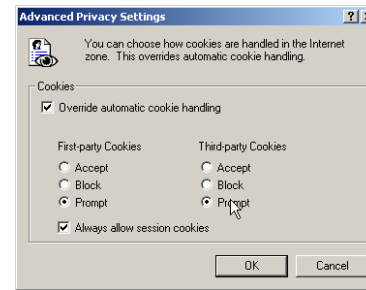 Advanced Privacy Settings
You can choose how cookies are handled in the Internet
zone. This overrides automatic cookie handling.
Cookies
Override automatic cookie handling
First-party Cookies Third-party Cookies
Accept Accept
Block Block
Prompt Prompt
Always allow session cookies
OK Cancel